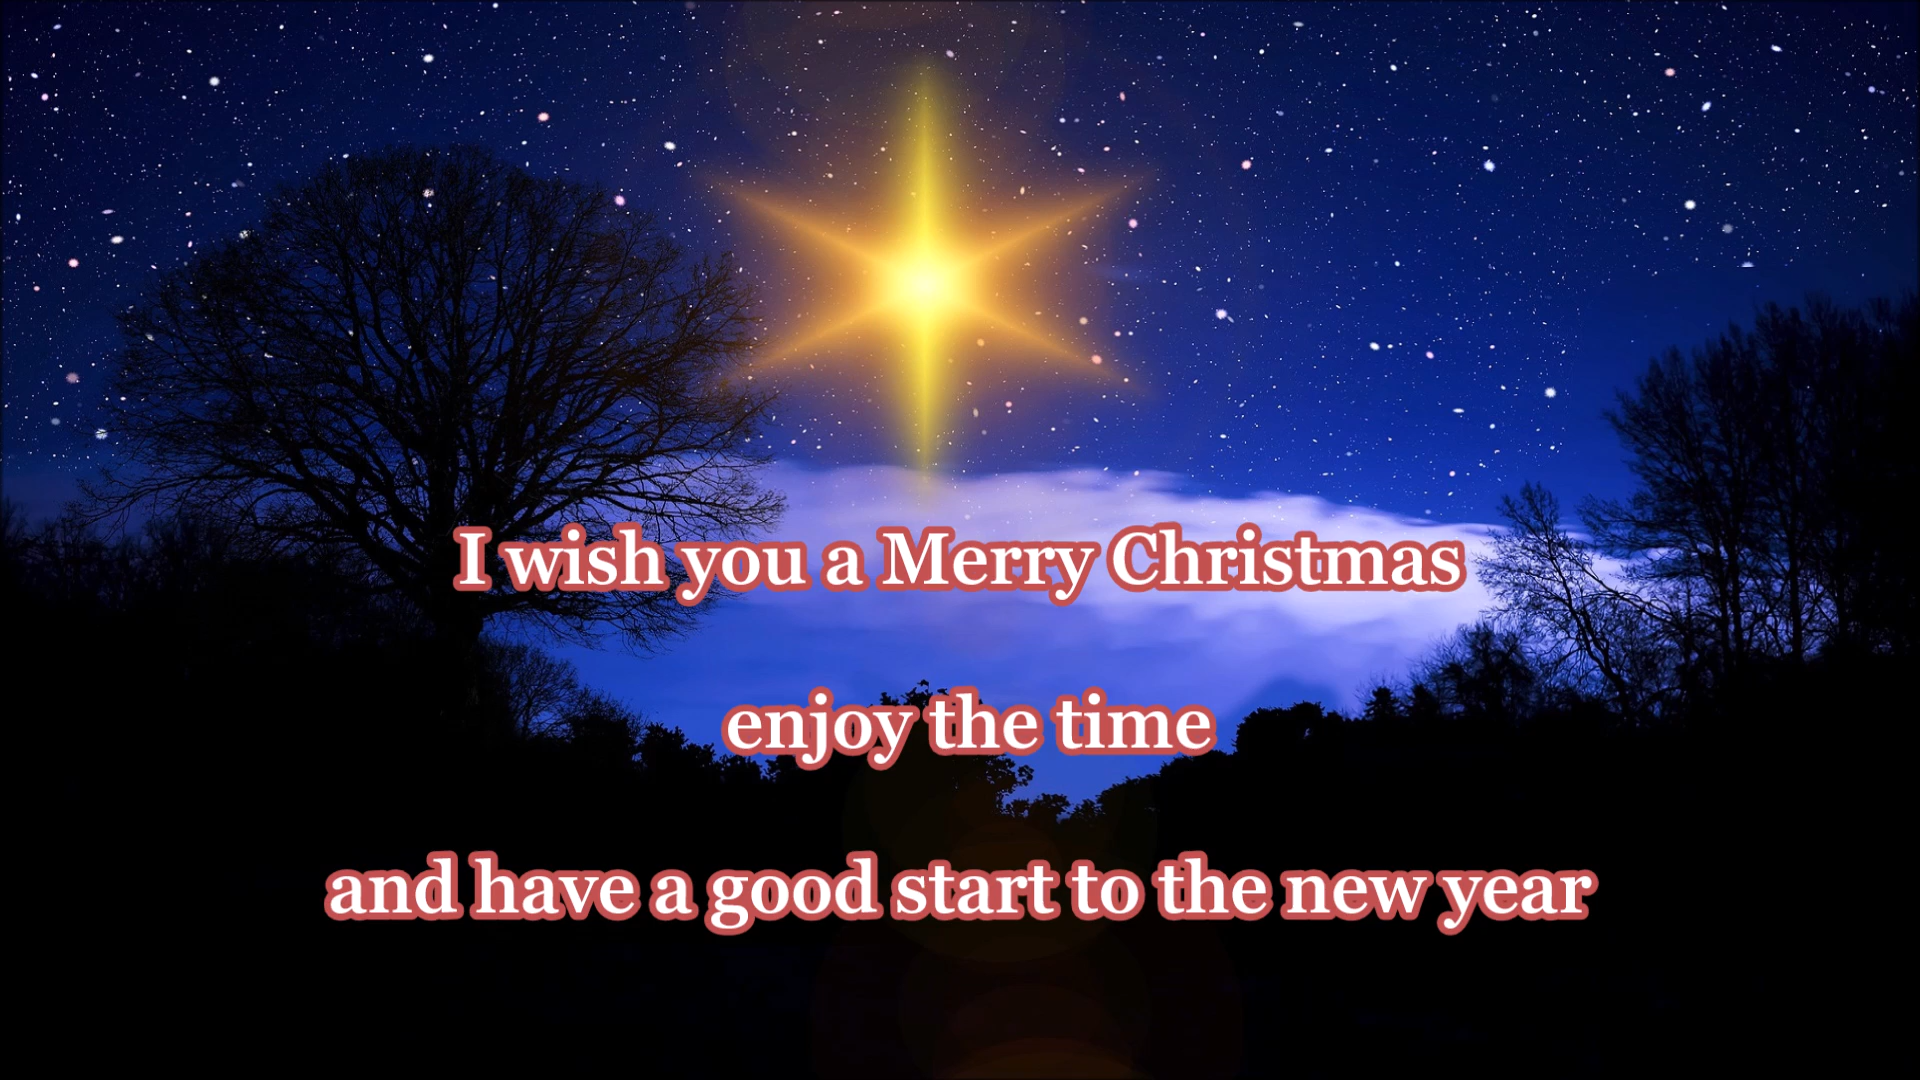 I wish you a Merry Christmas
enjoy the time
and have a good start to the new year